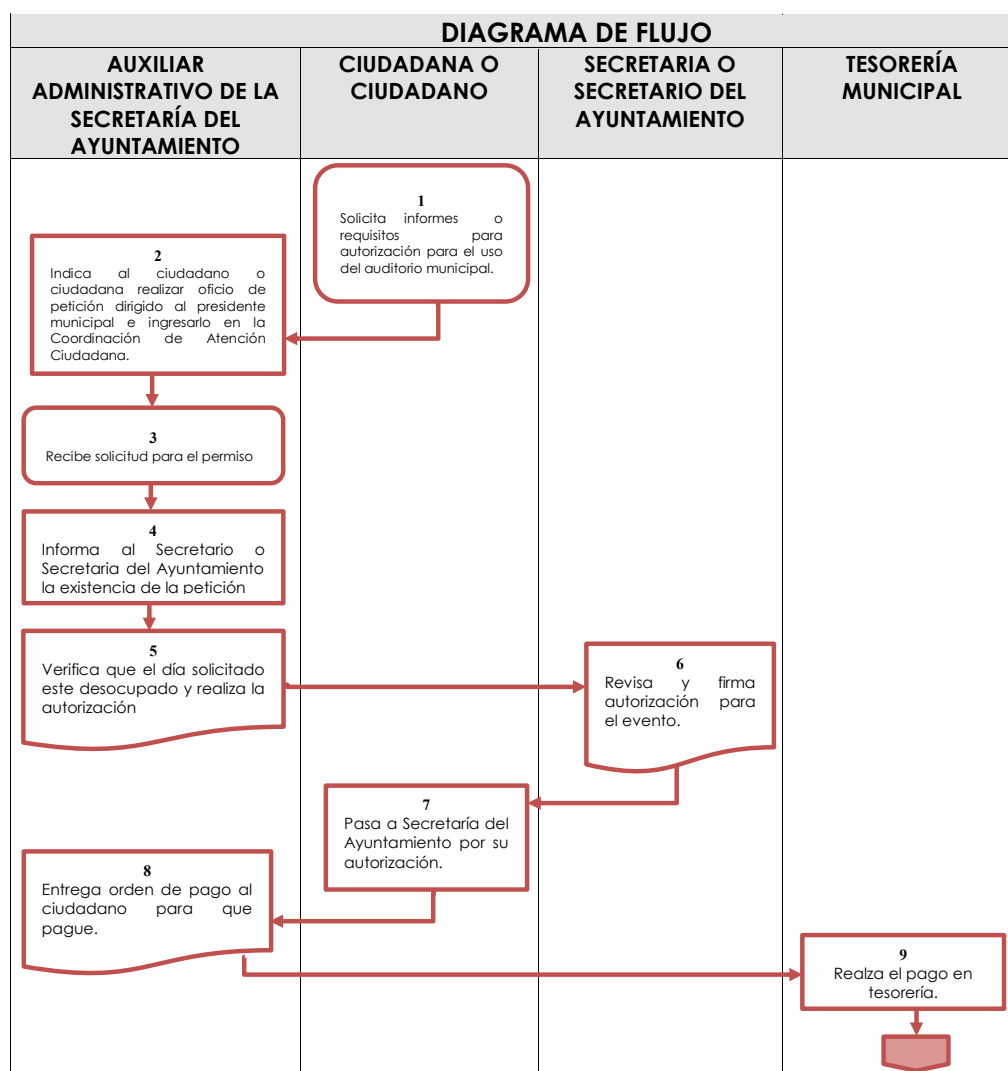 DIAGRAMA DE FLUJO
AUXILIAR
ADMINISTRATIVO DE LA
SECRETARÍA DEL
AYUNTAMIENTO
CIUDADANA O
CIUDADANO
SECRETARIA O
SECRETARIO DEL
AYUNTAMIENTO
TESORERÍA
MUNICIPAL
1
Solicita informes o
requisitos para
autorización para el uso
del auditorio municipal.
2
Indica al ciudadano o
ciudadana realizar oficio de
petición dirigido al presidente
municipal e ingresarlo en la
Coordinación de Atención
Ciudadana.
3
Recibe solicitud para el permiso
4
Informa al Secretario o
Secretaria del Ayuntamiento
la existencia de la petición
5
Verifica que el día solicitado
este desocupado y realiza la
autorización
6
Revisa y firma
autorización para
el evento.
7
Pasa a Secretaría del
Ayuntamiento por su
autorización.
8
Entrega orden de pago al
ciudadano para que
pague.
9
Realza el pago en
tesorería.